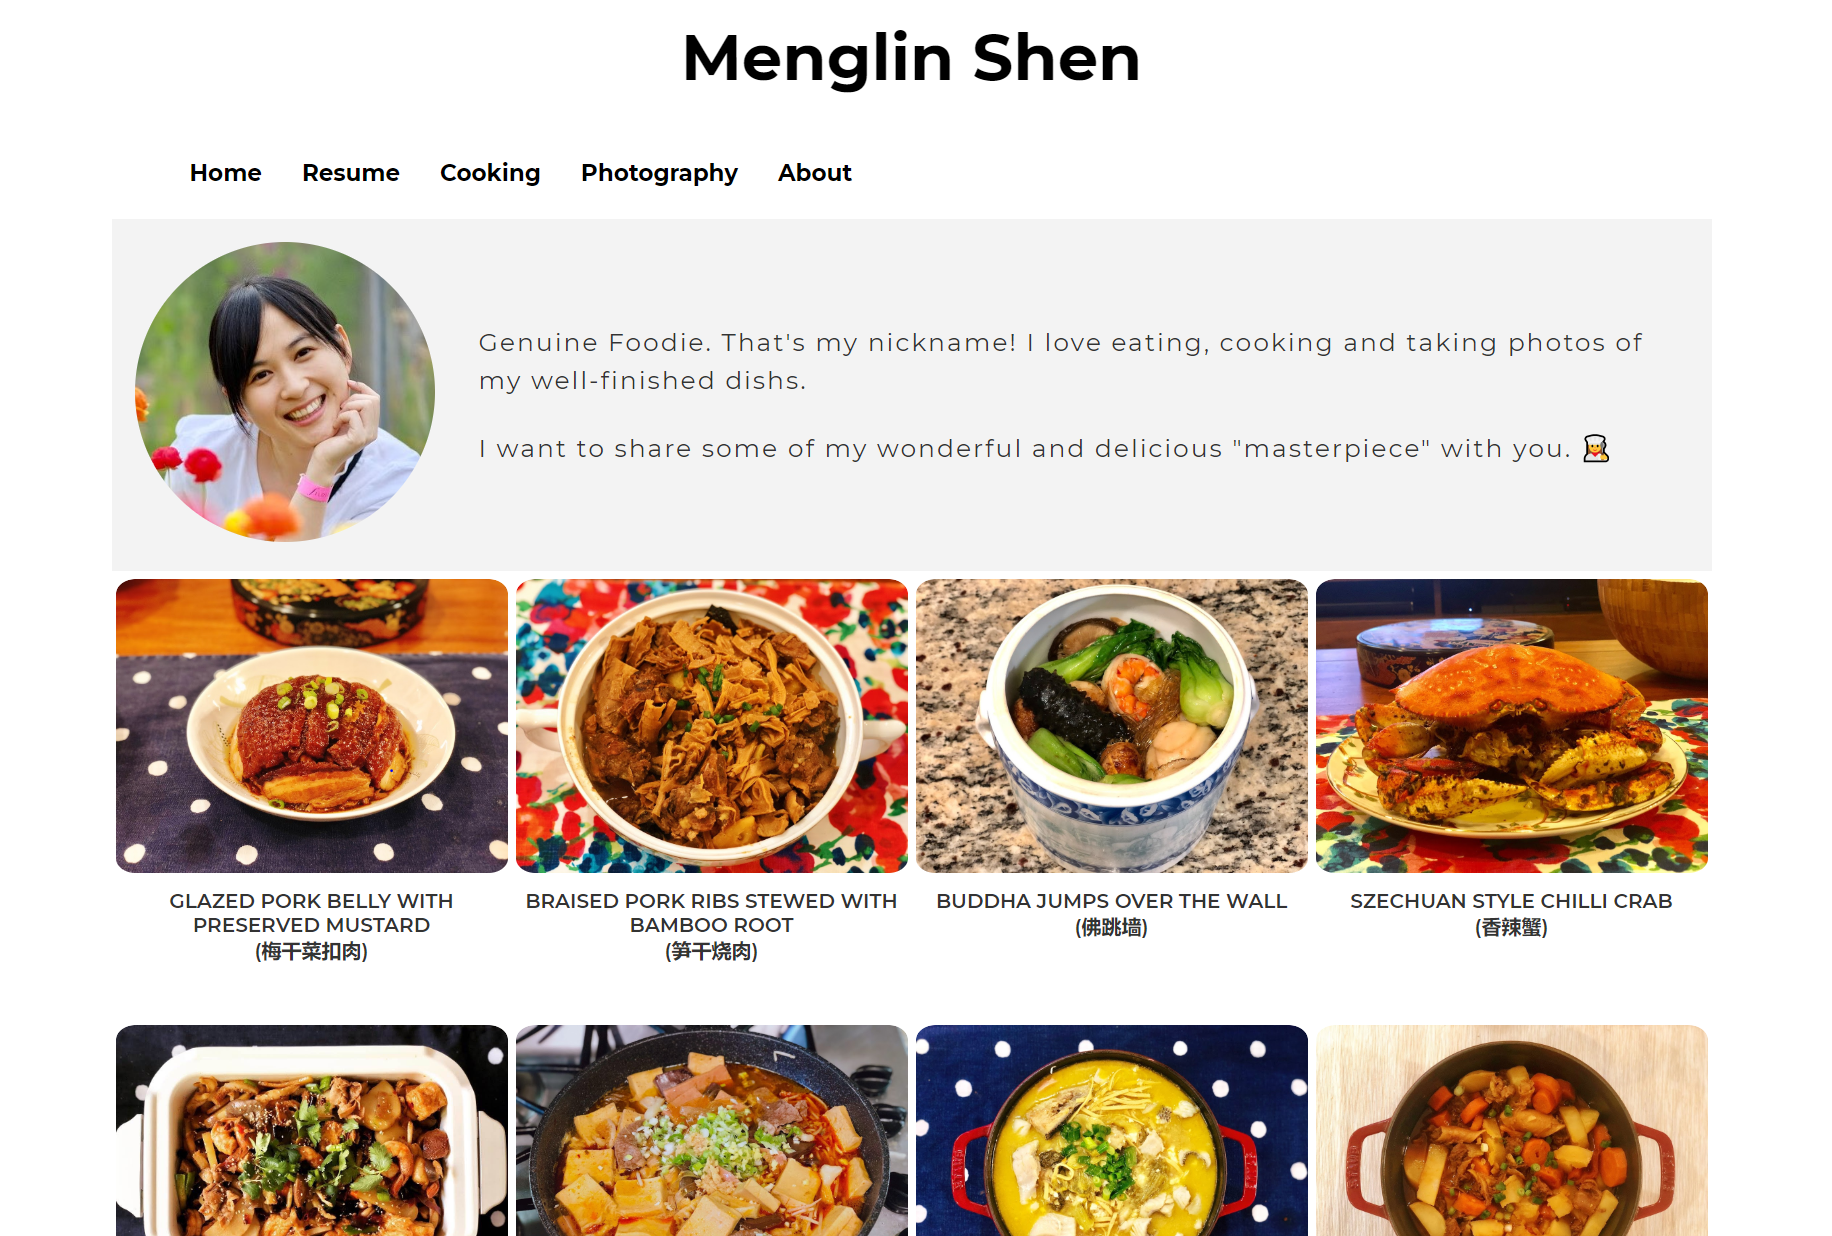 Menglin Shen
Home Resume Cooking Photography About
Genuine Foodie. That's my nickname! I love eating, cooking and taking photos of
my well-finished dishs.
I want to share some of my wonderful and delicious "masterpiece" with you. 👩‍🍳
GLAZED PORK BELLY WITH
PRESERVED MUSTARD
(梅干菜扣肉)
BRAISED PORK RIBS STEWED WITH
BAMBOO ROOT
(笋干烧肉)
BUDDHA JUMPS OVER THE WALL
(佛跳墙)
SZECHUAN STYLE CHILLI CRAB
(香辣蟹)